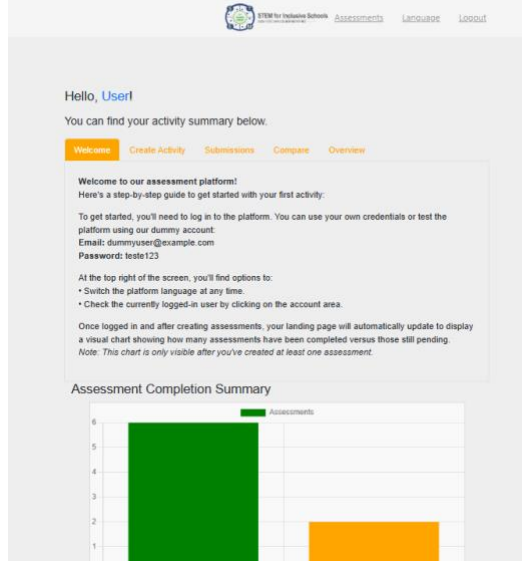 STEM for Inclusive Schools
Assessments Language Logout
Hello, User!
You can find your activity summary below.
Welcome Create Activity Submissions Compare Overview
Welcome to our assessment platform!
Here's a step-by-step guide to get started with your first activity:
To get started, you'll need to log in to the platform. You can use your own credentials or test the
platform using our dummy account:
Email: dummyuser@example.com
Password: teste123
At the top right of the screen, you'll find options to:
• Switch the platform language at any time.
• Check the currently logged-in user by clicking on the account area.
Once logged in and after creating assessments, your landing page will automatically update to display
a visual chart showing how many assessments have been completed versus those still pending.
Note: This chart is only visible after you've created at least one assessment.
Assessment Completion Summary
Assessments
6
5
4
3
2
1